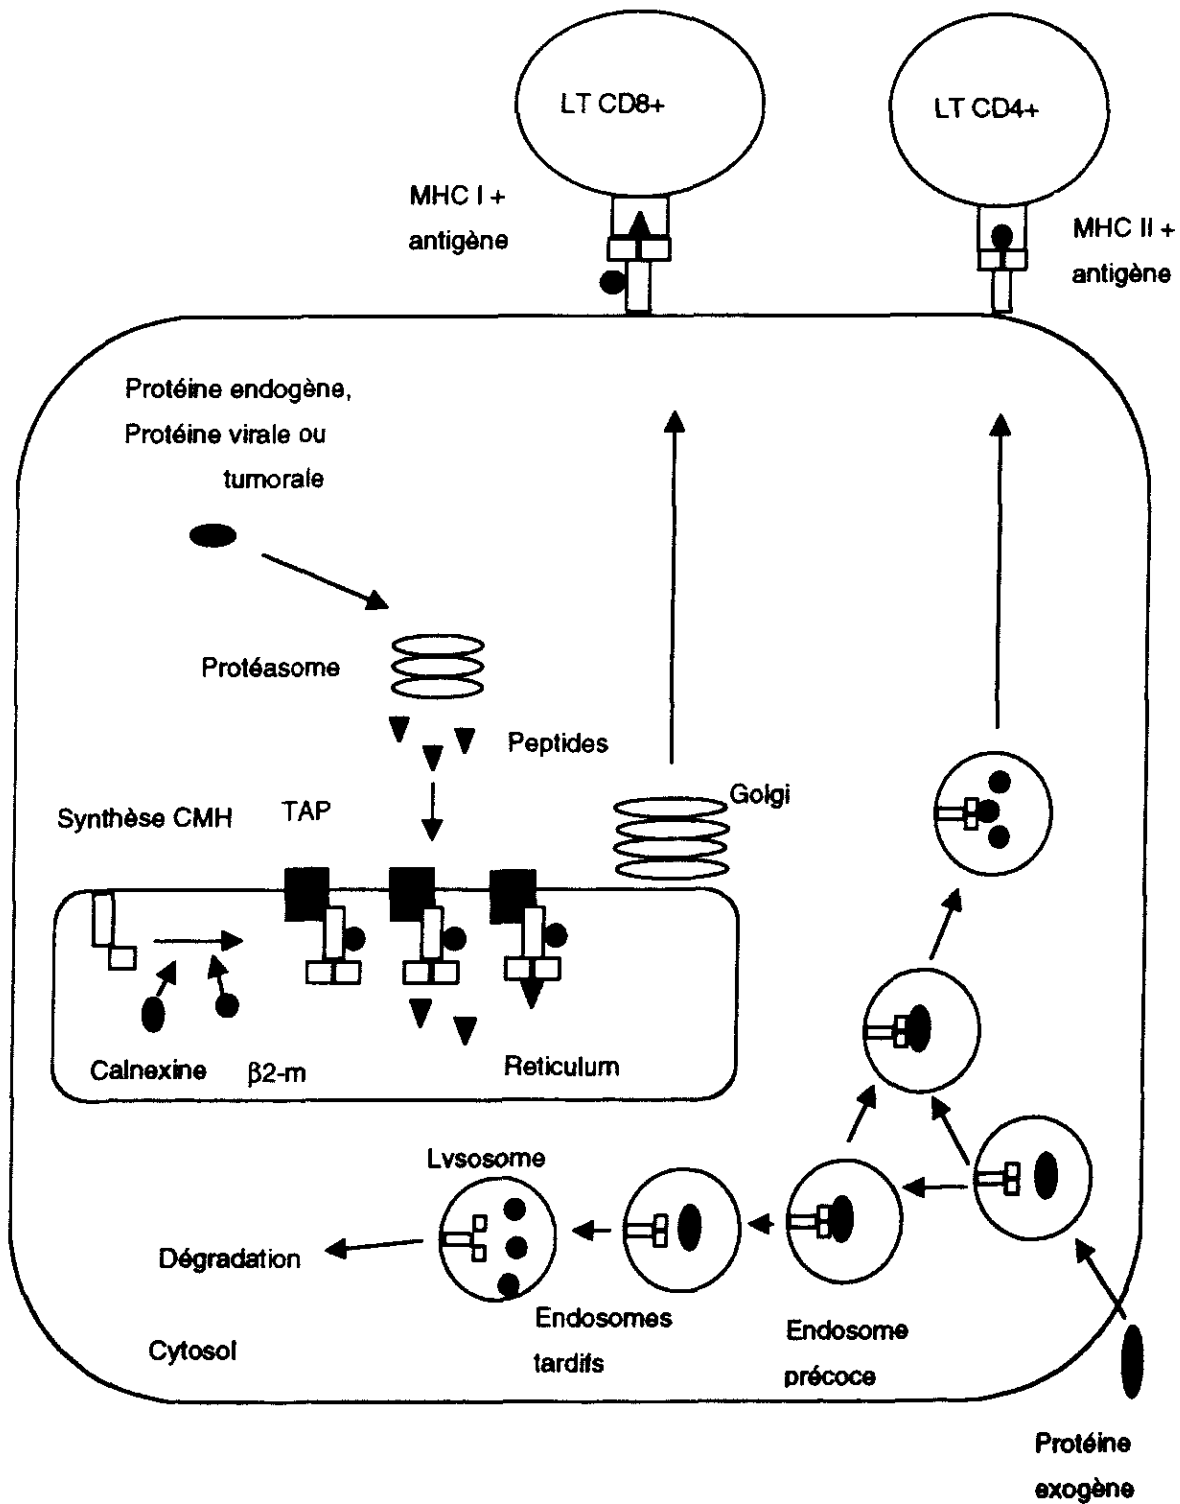 LT CD8+
LT CD4+
MHC I +
antigène
MHC II +
antigène
Protéine endogène,
Protéine virale ou
tumorale
Protéasome
Peptides
Golgi
Synthèse CMH
TAP
Calnexine
β2-m
Reticulum
Lvsosome
Dégradation
Endosomes
tardifs
Endosome
précoce
Cytosol
Protéine
exogène